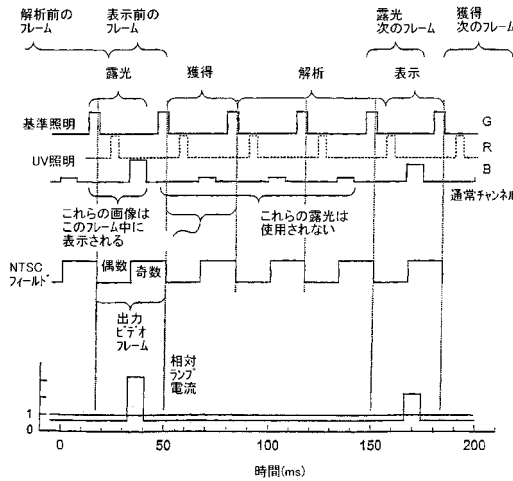 解析前の
フレーム
表示前の
フレーム
露光
次のフレーム
獲得
次のフレーム
露光
獲得
解析
表示
基準照明
G
R
UV照明
B
通常チャンネル
これらの画像は
このフレーム中に
表示される
これらの露光は
使用されない
NTSC
フィールド
偶数
奇数
出力
ビデオ
フレーム
相対
ランプ
電流
1
0
0
50
100
150
200
時間(ms)